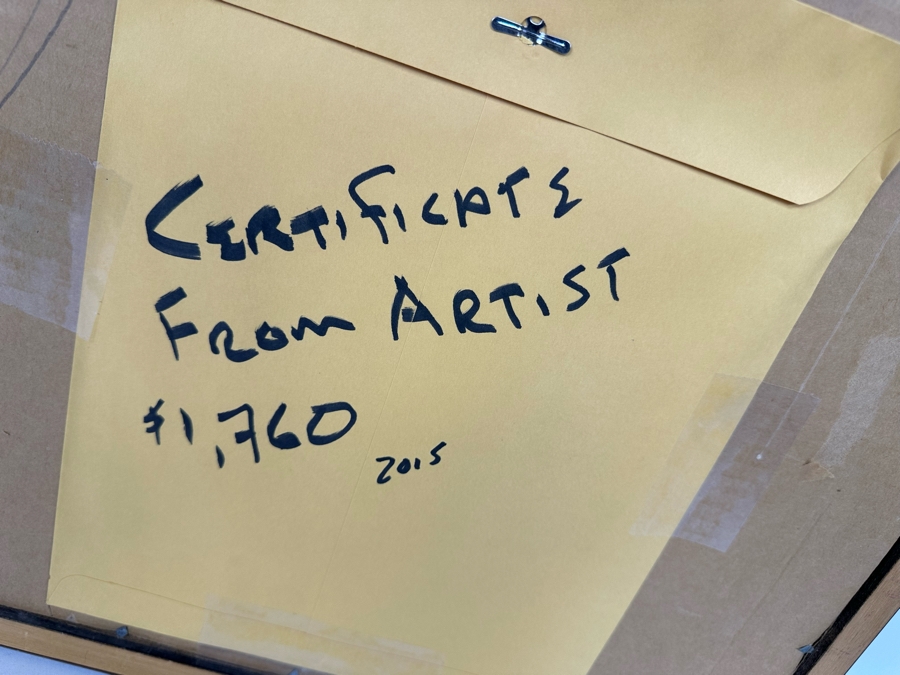 CERTIFICATE
FROM ARTIST
$1,760
2015